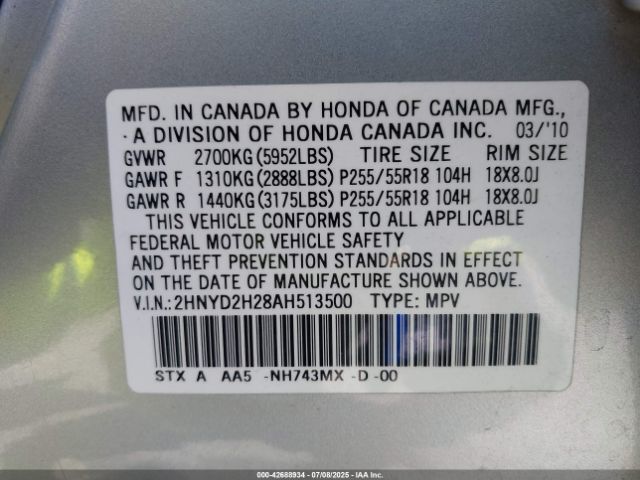 MFD. IN CANADA BY HONDA OF CANADA MFG.,
A DIVISION OF HONDA CANADA INC. 03/'10
GVWR 2700KG(5952LBS) TIRE SIZE RIM SIZE
GAWR F 1310KG(2888LBS) P255/55R18 104H 18X8.0J
GAWR R 1440KG(3175LBS) P255/55R18 104H 18X8.0J
THIS VEHICLE CONFORMS TO ALL APPLICABLE
FEDERAL MOTOR VEHICLE SAFETY
AND THEFT PREVENTION STANDARDS IN EFFECT
ON THE DATE OF MANUFACTURE SHOWN ABOVE.
V.I.N.:2HNYD2H28AH513500 TYPE: MPV
STX A AA5 -NH743MX -D -00
000-42688934 | 07/08/2025 - IAA Inc.